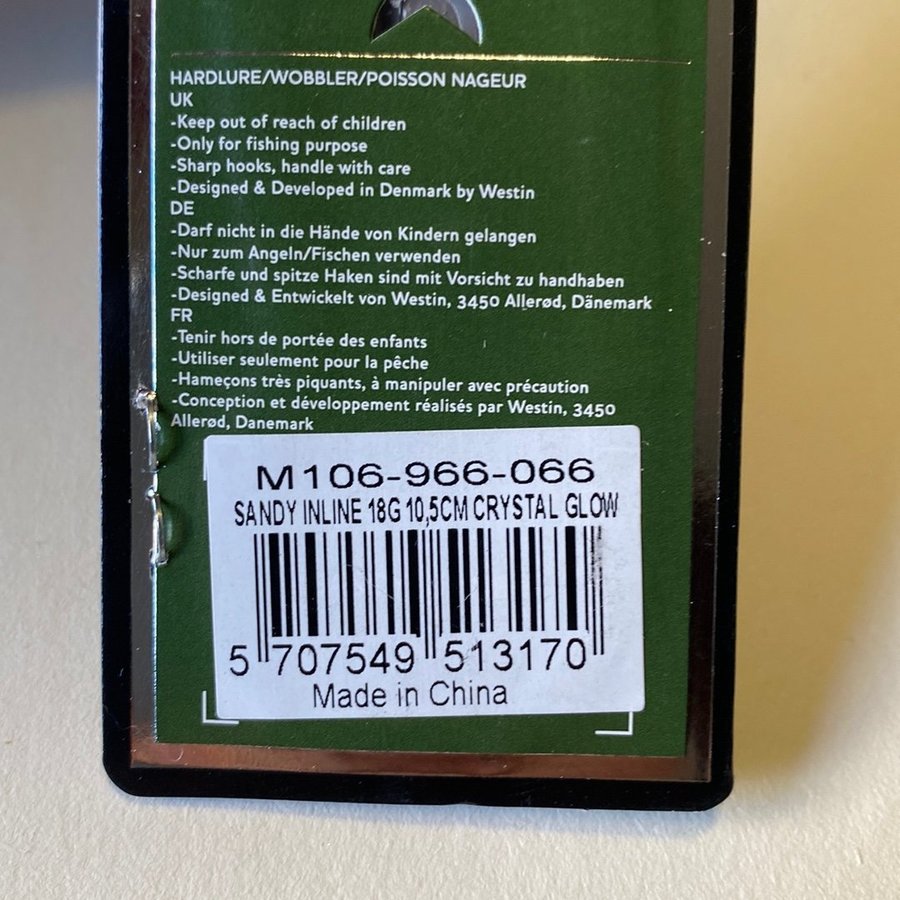 HARDLURE/WOBBLER/POISSON NAGEUR
UK
-Keep out of reach of children
-Only for fishing purpose
-Sharp hooks, handle with care
-Designed & Developed in Denmark by Westin
DE
-Darf nicht in die Hände von Kindern gelangen
-Nur zum Angeln/Fischen verwenden
-Scharfe und spitze Haken sind mit Vorsicht zu handhaben
-Designed & Entwickelt von Westin, 3450 Allerød, Dänemark
FR
-Tenir hors de portée des enfants
-Utiliser seulement pour la pêche
-Hameçons très piquants, à manipuler avec précaution
-Conception et développement réalisés par Westin, 3450
Allerød, Danemark
M106-966-066
SANDY INLINE 18G 10,5CM CRYSTAL GLOW
5 707549 513170
Made in China